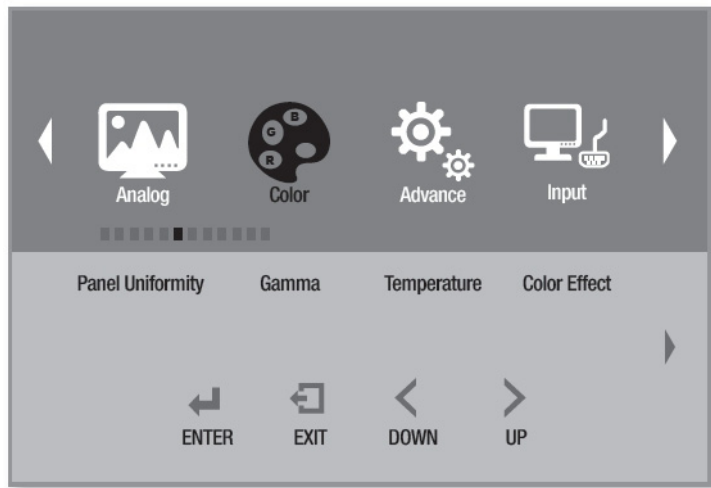 B
G
R
Analog Color Advance Input
Panel Uniformity Gamma Temperature Color Effect
ENTER EXIT DOWN UP